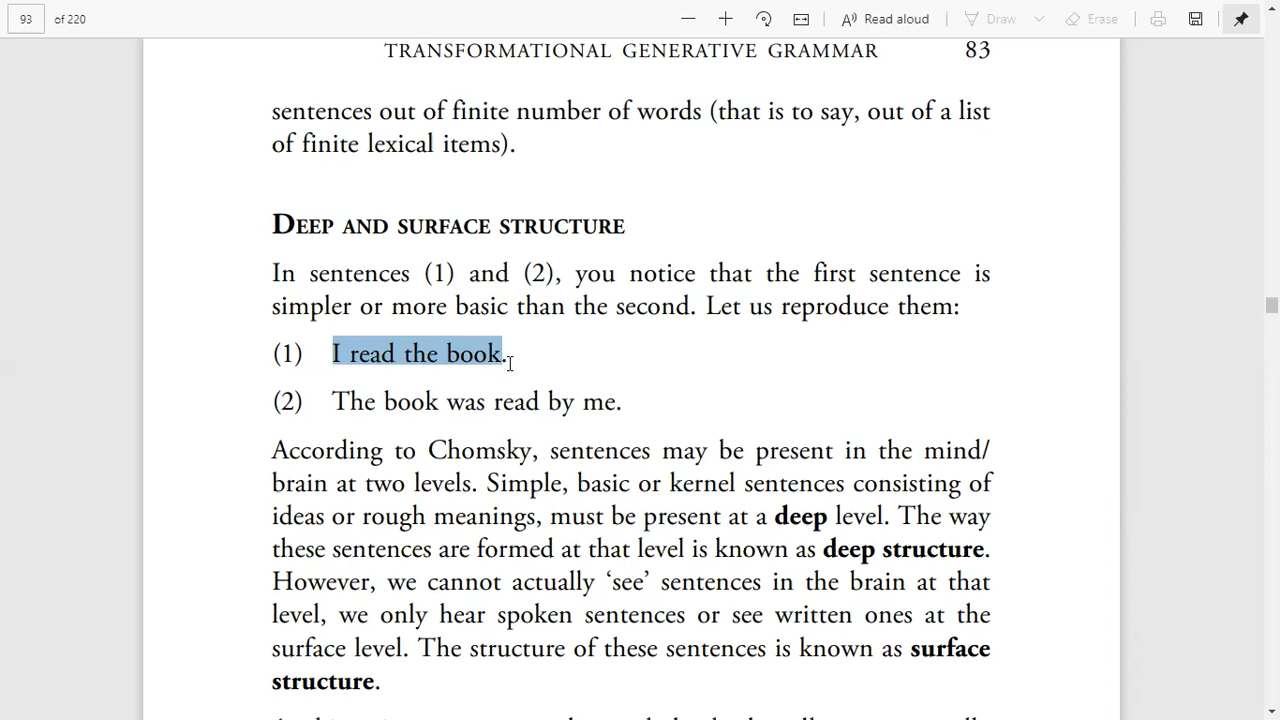 93 of 220 Read aloud Draw Erase
TRANSFORMATIONAL GENERATIVE GRAMMAR 83
sentences out of finite number of words (that is to say, out of a list
of finite lexical items).
DEEP AND SURFACE STRUCTURE
In sentences (1) and (2), you notice that the first sentence is
simpler or more basic than the second. Let us reproduce them:
(1) I read the book.
(2) The book was read by me.
According to Chomsky, sentences may be present in the mind/
brain at two levels. Simple, basic or kernel sentences consisting of
ideas or rough meanings, must be present at a deep level. The way
these sentences are formed at that level is known as deep structure.
However, we cannot actually ‘see’ sentences in the brain at that
level, we only hear spoken sentences or see written ones at the
surface level. The structure of these sentences is known as surface
structure.